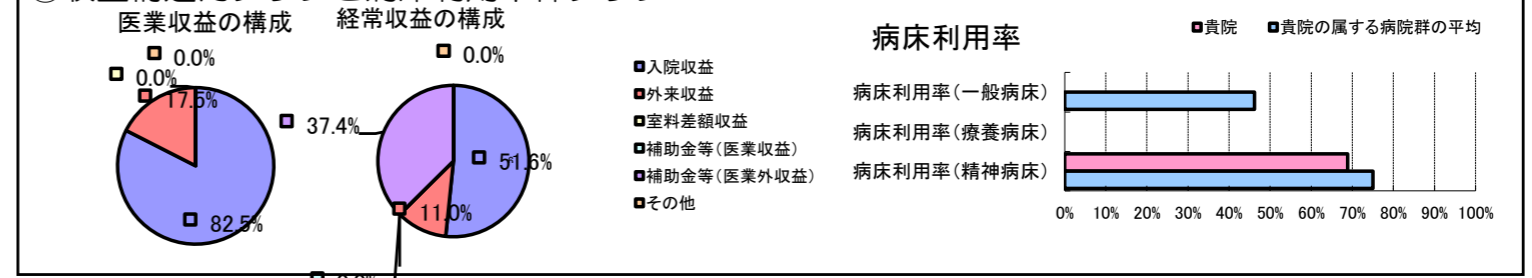 医業収益の構成
経常収益の構成
0.0%
0.0%
17.5%
82.5%
0.0%
37.4%
51.6%
11.0%
入院収益
外来収益
室料差額収益
補助金等(医業収益)
補助金等(医業外収益)
その他
病床利用率
貴院
貴院の属する病院群の平均
病床利用率(一般病床)
病床利用率(療養病床)
病床利用率(精神病床)
0% 10% 20% 30% 40% 50% 60% 70% 80% 90% 100%